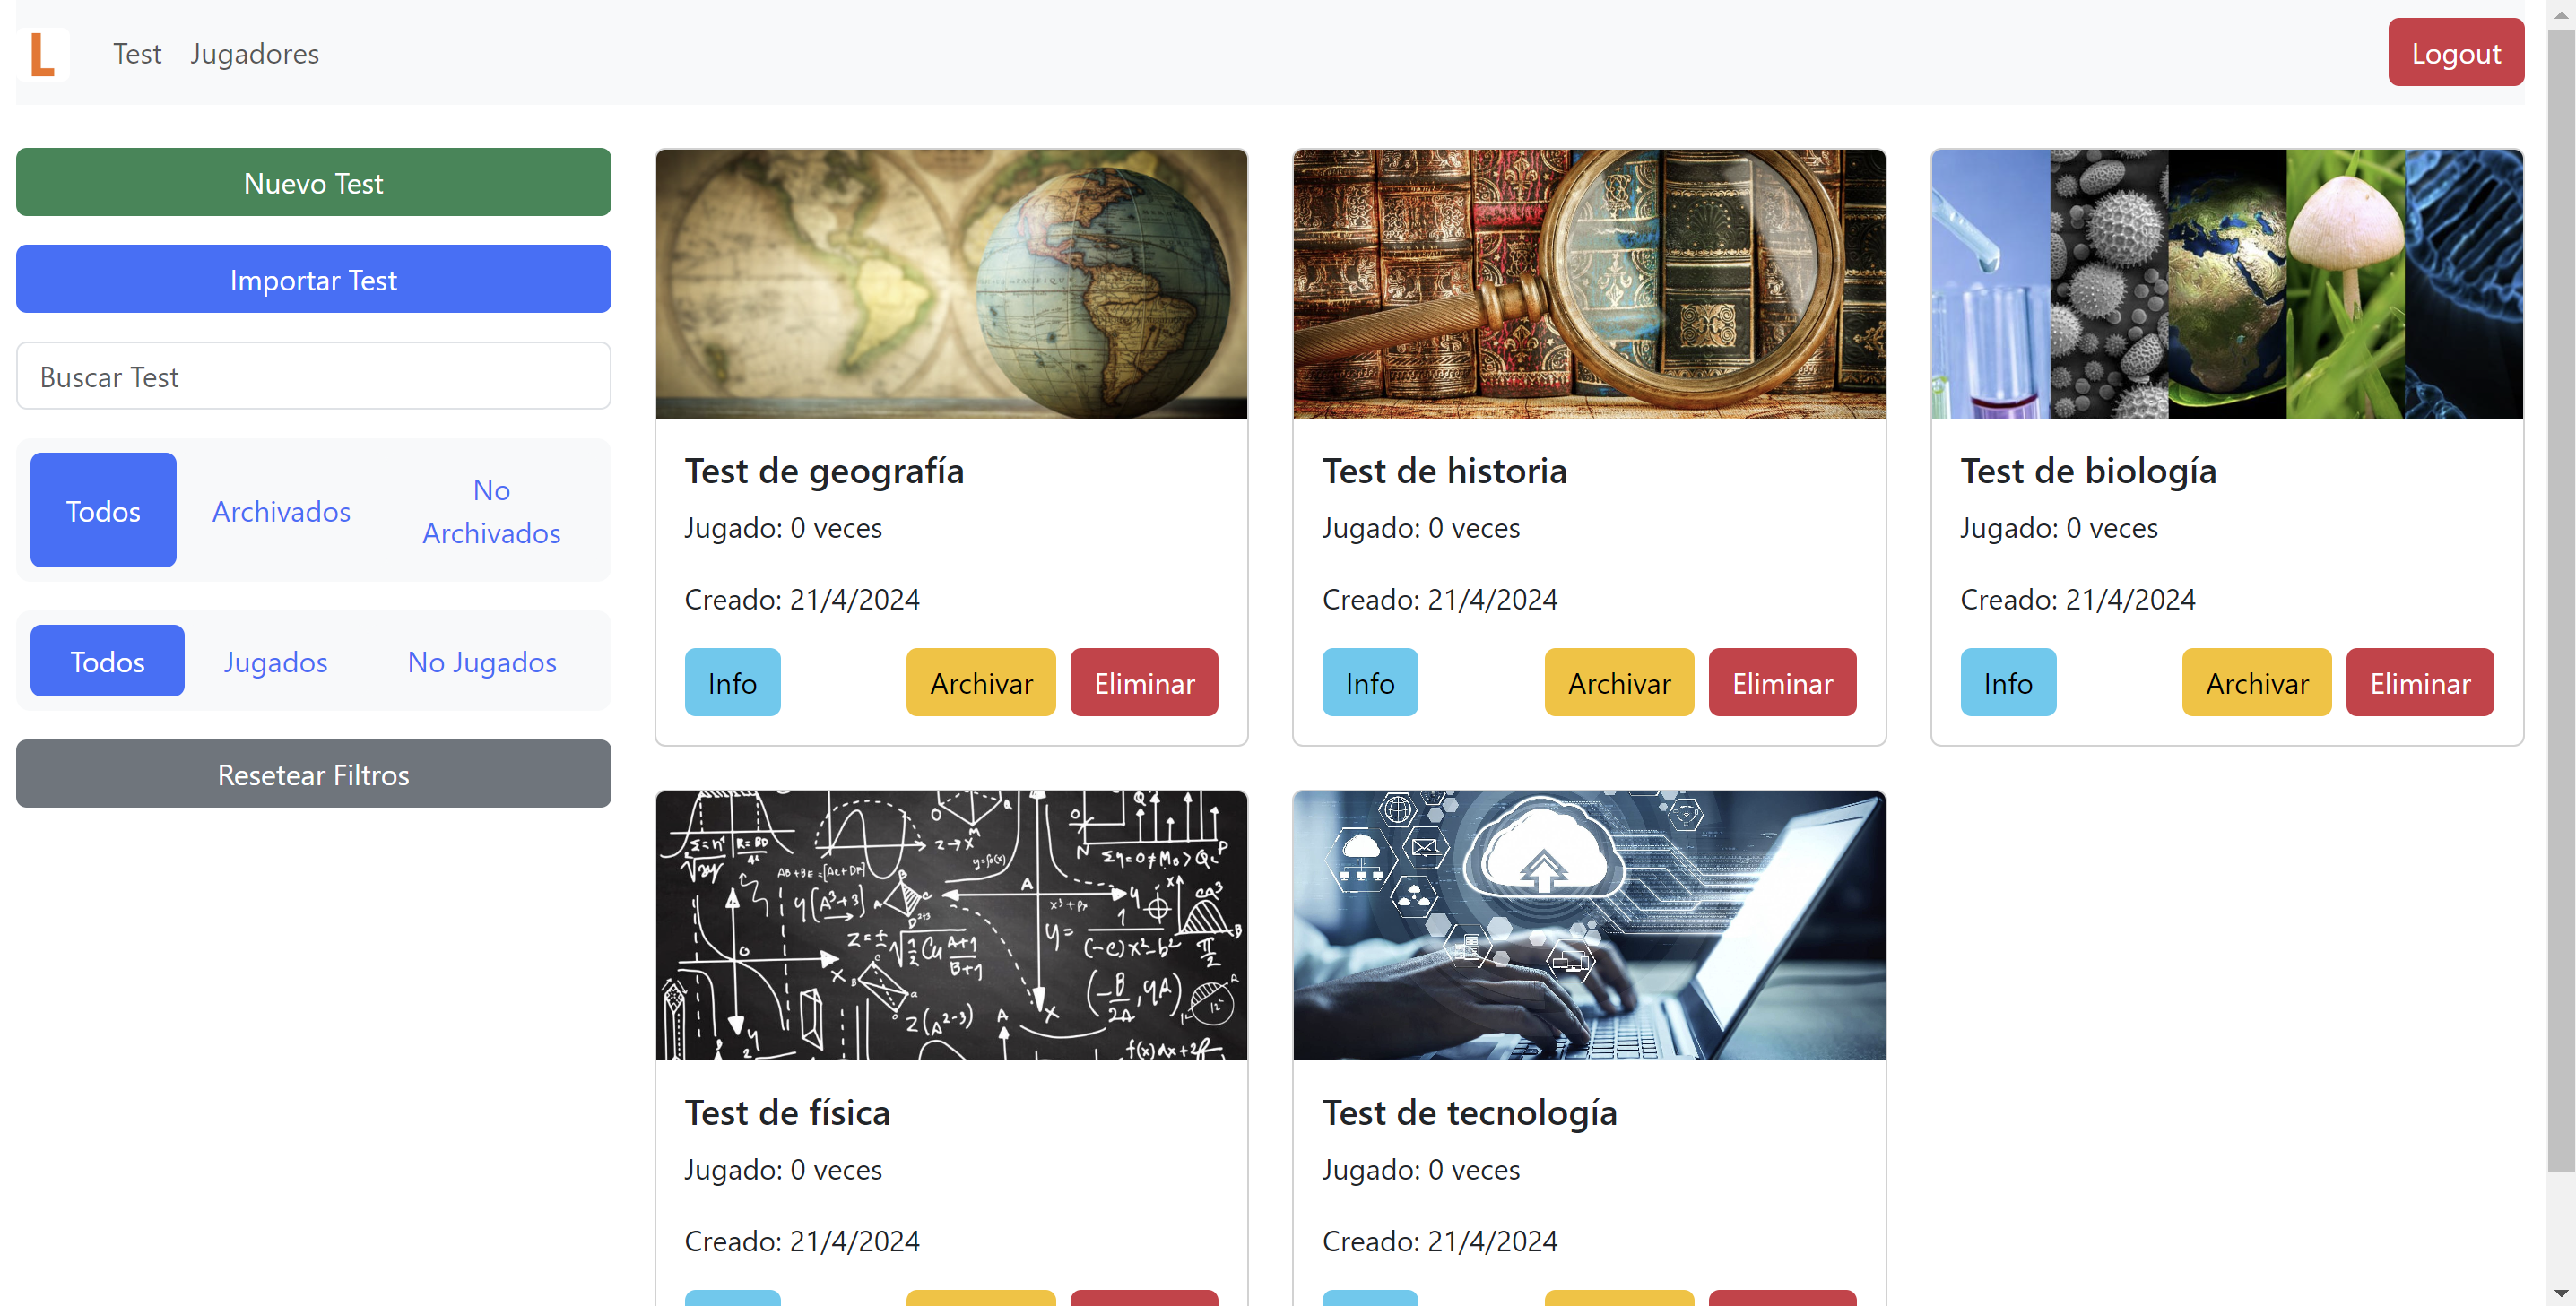 L
Test
Jugadores
Logout
Nuevo Test
Importar Test
Buscar Test
Todos
Archivados
No
Archivados
Todos
Jugados
No Jugados
Resetear Filtros
Test de geografía
Jugado: 0 veces
Creado: 21/4/2024
Info
Archivar
Eliminar
Test de historia
Jugado: 0 veces
Creado: 21/4/2024
Info
Archivar
Eliminar
Test de biología
Jugado: 0 veces
Creado: 21/4/2024
Info
Archivar
Eliminar
Test de física
Jugado: 0 veces
Creado: 21/4/2024
Test de tecnología
Jugado: 0 veces
Creado: 21/4/2024